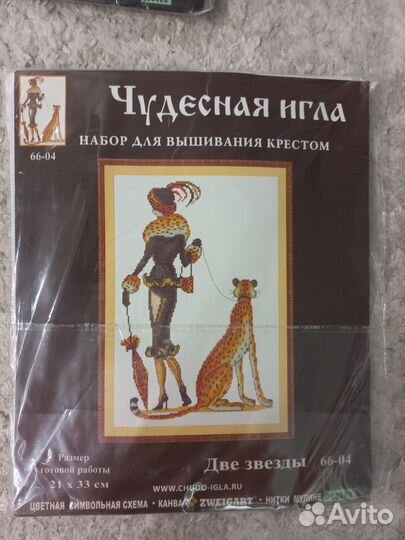 66-04
Чудесная игла
НАБОР ДЛЯ ВЫШИВАНИЯ КРЕСТОМ
Размер
готовой работы
21 х 33 см
Две звезды 66-04
WWW.CHUDO-IGLA.RU
ЦВЕТНАЯ СИМВОЛЬНАЯ СХЕМА • КАНВА ZWEIGART • НИТКИ МУЛИНЕ
Avito